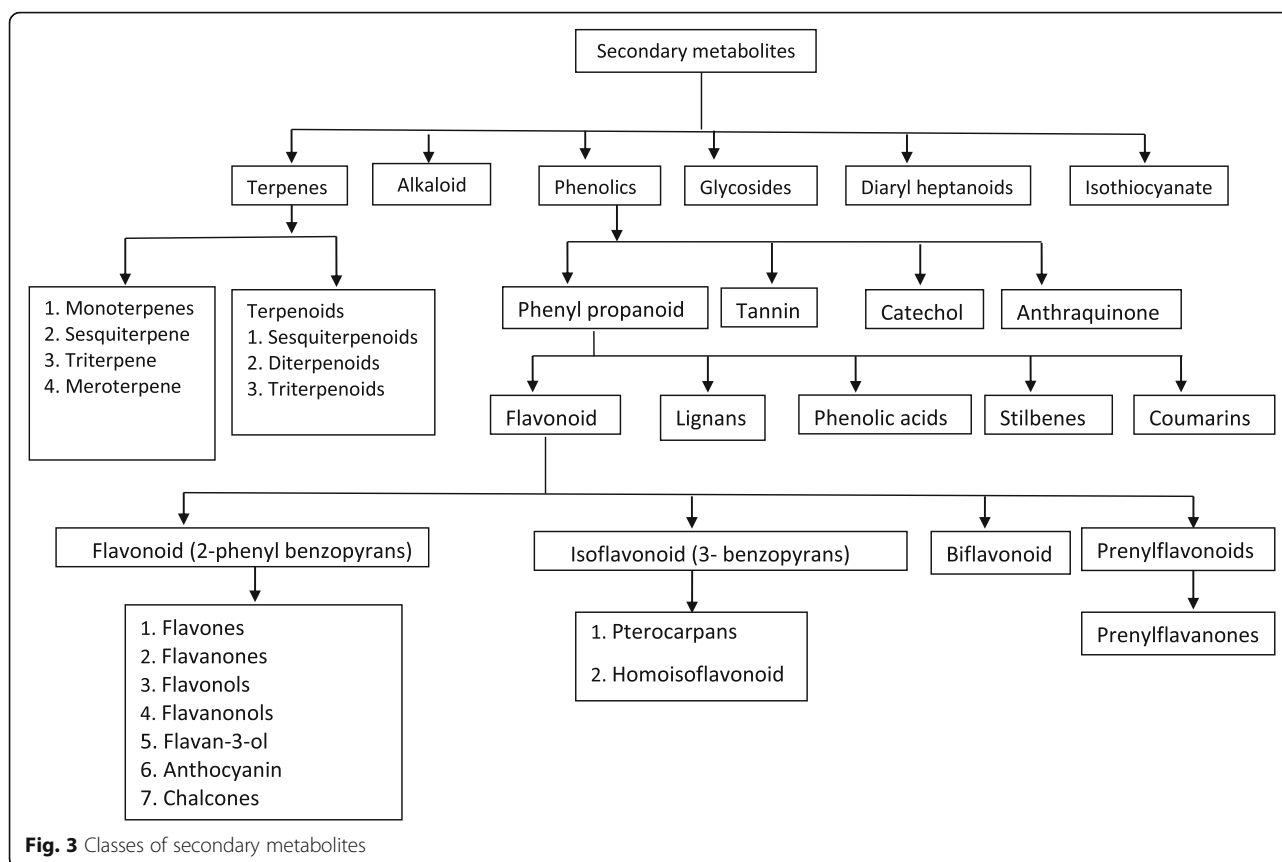 Secondary metabolites
Terpenes
Alkaloid
Phenolics
Glycosides
Diaryl heptanoids
Isothiocyanate
1. Monoterpenes
2. Sesquiterpene
3. Triterpene
4. Meroterpene
Terpenoids
1. Sesquiterpenoids
2. Diterpenoids
3. Triterpenoids
Phenyl propanoid
Tannin
Catechol
Anthraquinone
Flavonoid
Lignans
Phenolic acids
Stilbenes
Coumarins
Flavonoid (2-phenyl benzopyrans)
Isoflavonoid (3- benzopyrans)
Biflavonoid
Prenylflavonoids
1. Flavones
2. Flavanones
3. Flavonols
4. Flavanonols
5. Flavan-3-ol
6. Anthocyanin
7. Chalcones
1. Pterocarpans
2. Homoisoflavonoid
Prenylflavanones
Fig. 3 Classes of secondary metabolites